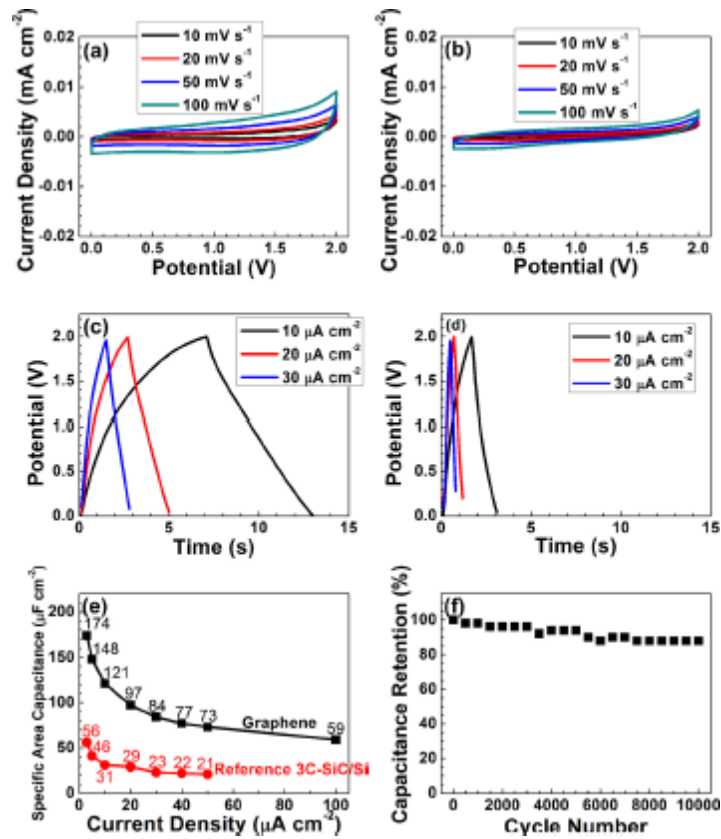 (a)
10 mV s⁻¹
20 mV s⁻¹
50 mV s⁻¹
100 mV s⁻¹
0.02
0.01
0.00
-0.01
-0.02
Current Density (mA cm⁻²)
0.0 0.5 1.0 1.5 2.0
Potential (V)
(b)
10 mV s⁻¹
20 mV s⁻¹
50 mV s⁻¹
100 mV s⁻¹
0.02
0.01
0.00
-0.01
-0.02
Current Density (mA cm⁻²)
0.0 0.5 1.0 1.5 2.0
Potential (V)
(c)
10 μA cm⁻²
20 μA cm⁻²
30 μA cm⁻²
2.0
1.5
1.0
0.5
0.0
Potential (V)
0 5 10 15
Time (s)
(d)
10 μA cm⁻²
20 μA cm⁻²
30 μA cm⁻²
2.0
1.5
1.0
0.5
0.0
Potential (V)
0 5 10 15
Time (s)
(e)
200
150
100
50
0
Specific Area Capacitance (μF cm⁻²)
174
148
121
97
84
77
73
59
Graphene
56
46
31
29
23
22
21
Reference 3C-SiC/Si
0 20 40 60 80 100
Current Density (μA cm⁻²)
(f)
100
80
60
40
20
0
Capacitance Retention (%)
0 2000 4000 6000 8000 10000
Cycle Number